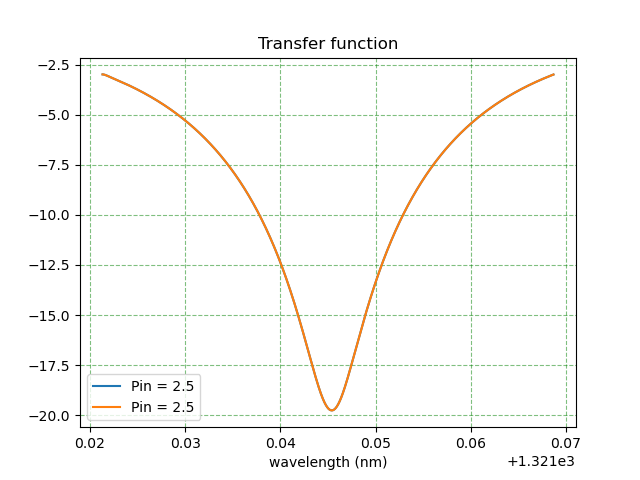 Transfer function
−2.5
−5.0
−7.5
−10.0
−12.5
−15.0
−17.5
−20.0
Pin = 2.5
Pin = 2.5
0.02 0.03 0.04 0.05 0.06 0.07
wavelength (nm)
+1.321e3